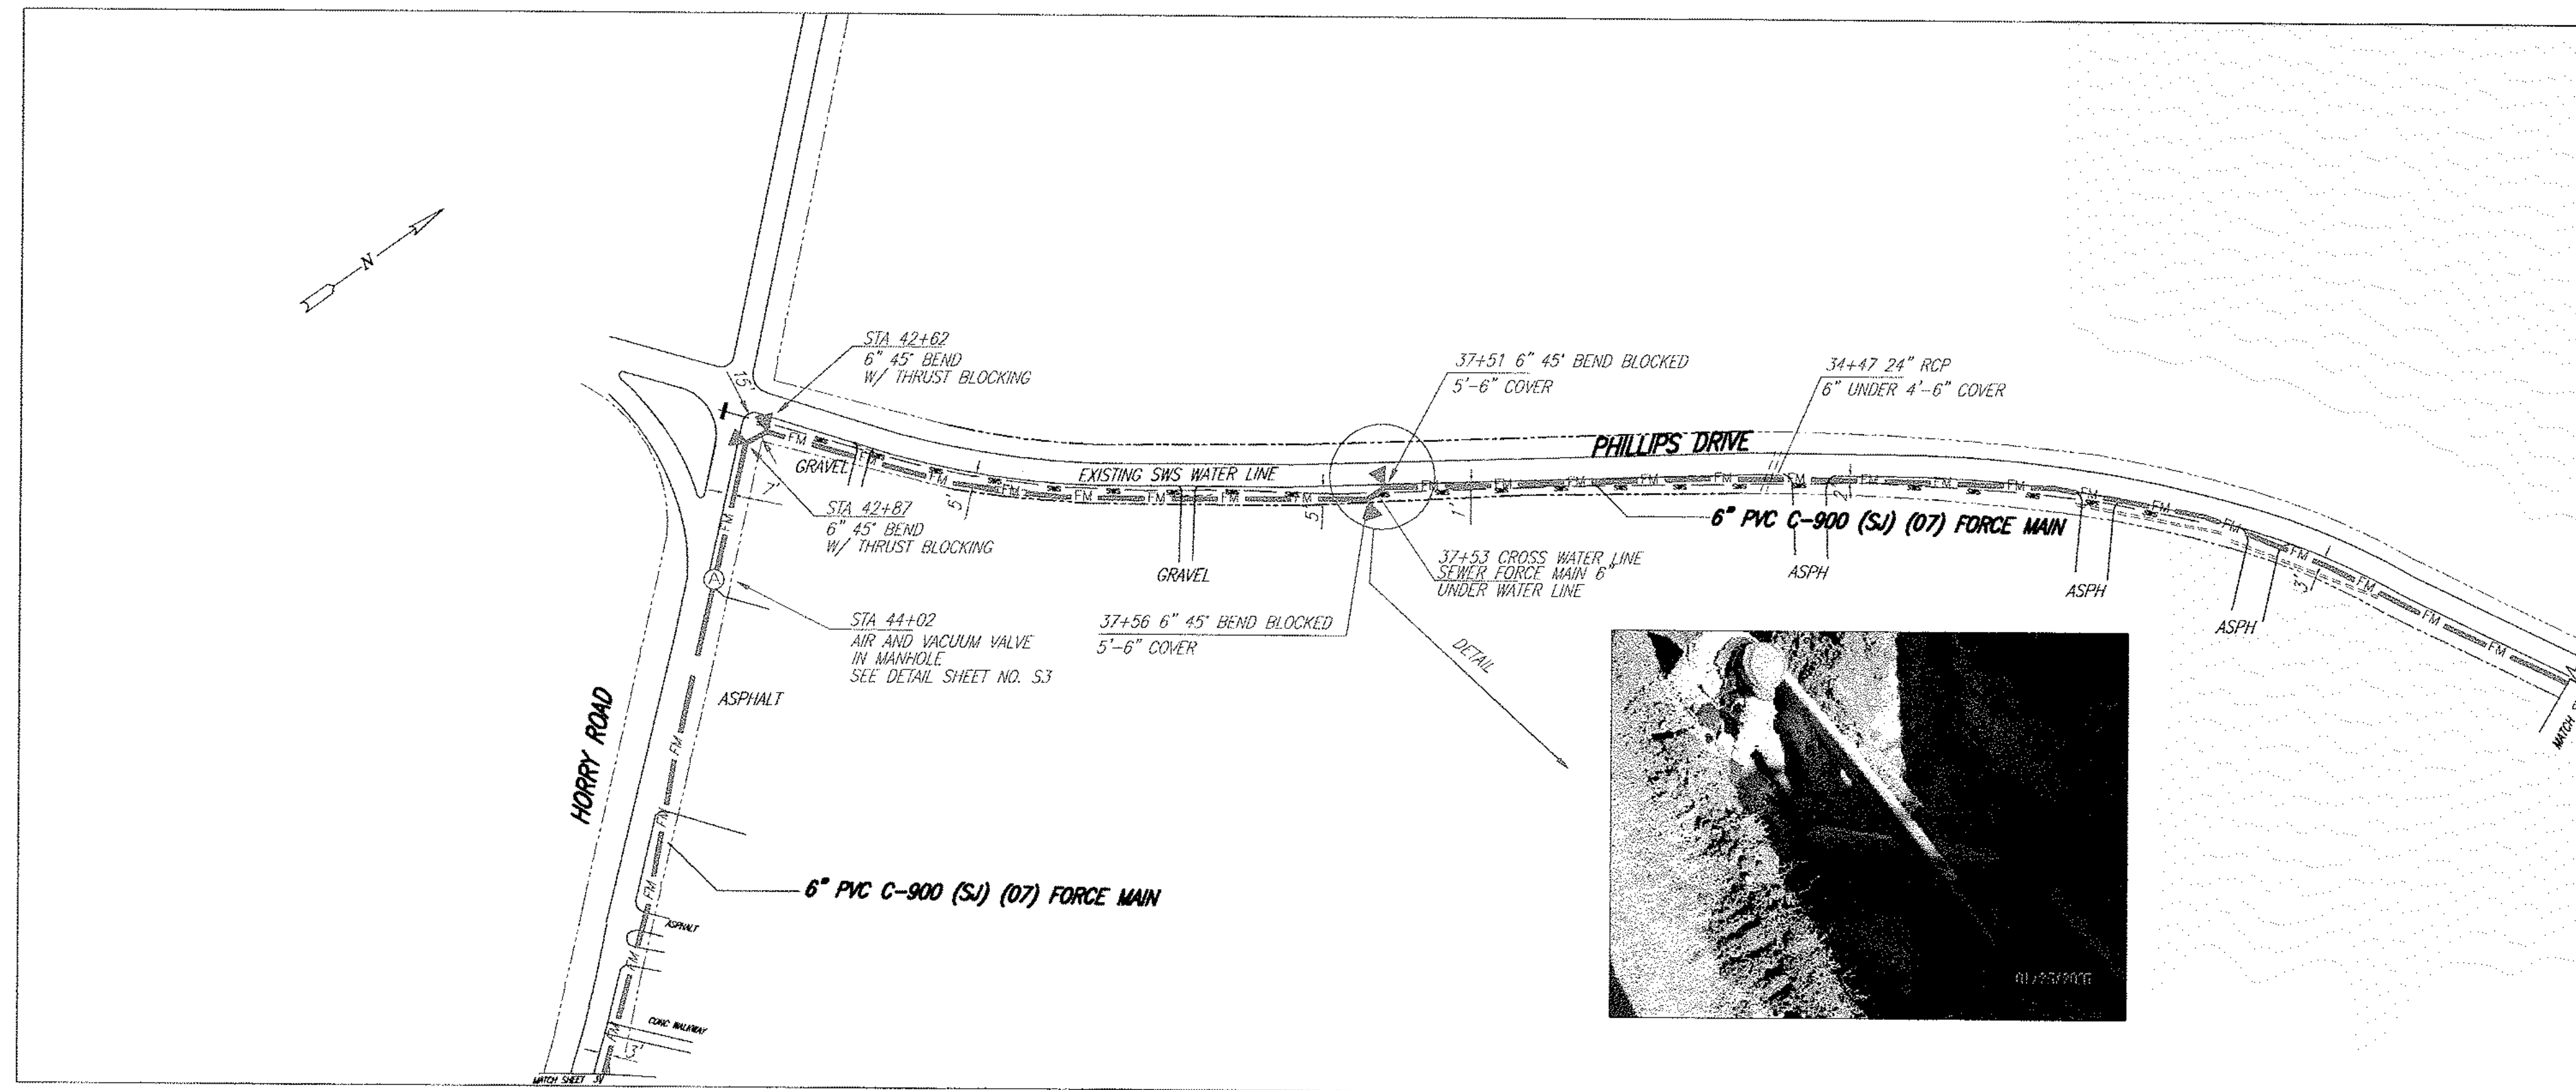 N
STA 42+62
6" 45° BEND
W/ THRUST BLOCKING
15'
37+51 6" 45° BEND BLOCKED
5'-6" COVER
34+47 24" RCP
6" UNDER 4'-6" COVER
PHILLIPS DRIVE
EXISTING SWS WATER LINE
GRAVEL
7'
5'
5'
1'
2'
3'
FM
SWS
STA 42+87
6" 45° BEND
W/ THRUST BLOCKING
6" PVC C-900 (SJ) (07) FORCE MAIN
37+53 CROSS WATER LINE
SEWER FORCE MAIN 6"
UNDER WATER LINE
GRAVEL
ASPH
ASPH
ASPH
A
STA 44+02
AIR AND VACUUM VALVE
IN MANHOLE
SEE DETAIL SHEET NO. S3
37+56 6" 45° BEND BLOCKED
5'-6" COVER
DETAIL
ASPHALT
HORRY ROAD
MATCH
6" PVC C-900 (SJ) (07) FORCE MAIN
ASPHALT
CONC WALKWAY
3'
MATCH SHEET